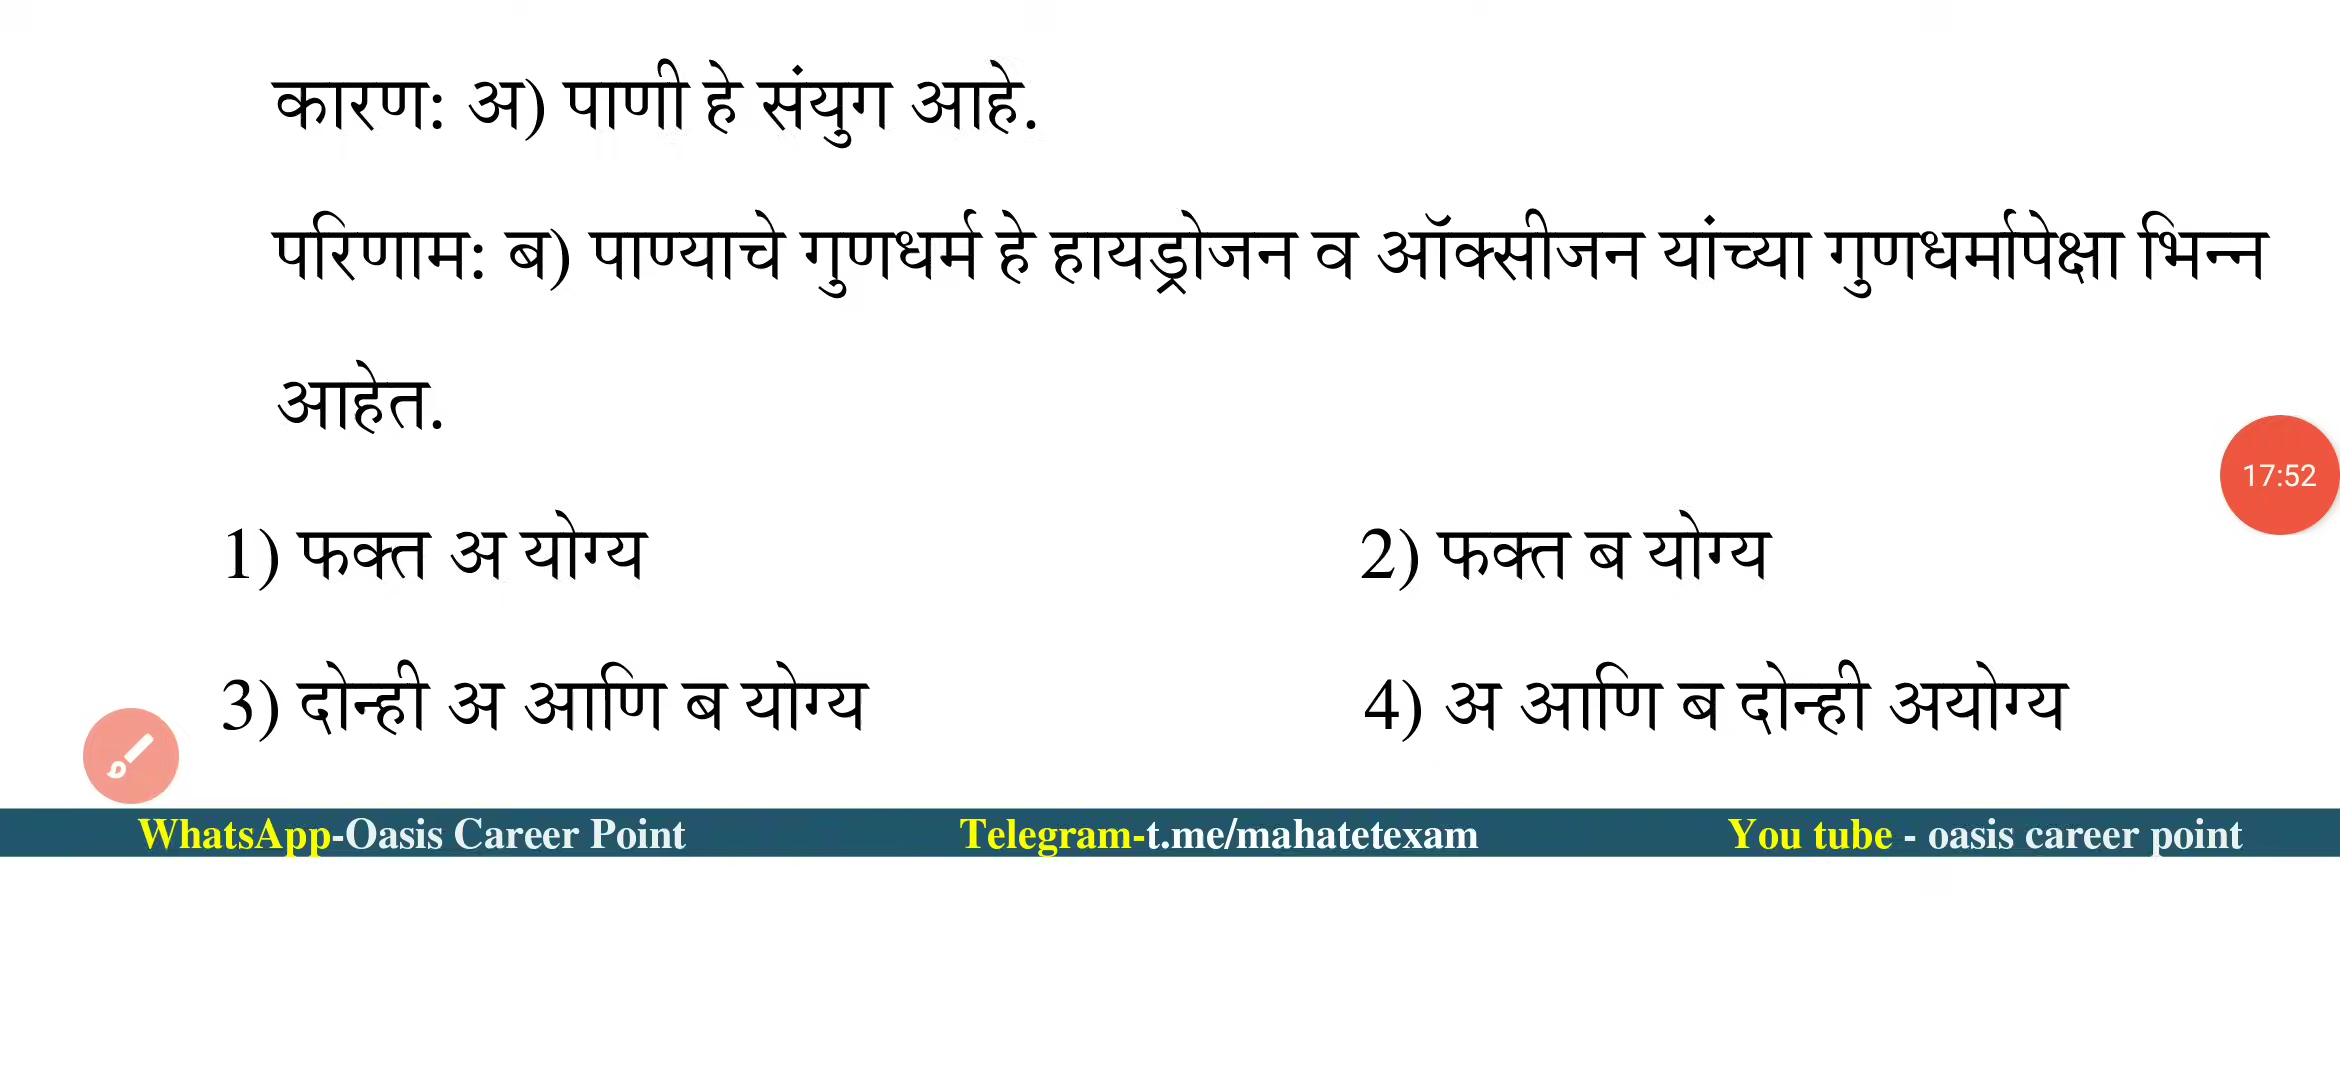 कारण: अ) पाणी हे संयुग आहे.
परिणाम: ब) पाण्याचे गुणधर्म हे हायड्रोजन व ऑक्सीजन यांच्या गुणधर्मापेक्षा भिन्न
आहेत.
17:52
1) फक्त अ योग्य 2) फक्त ब योग्य
3) दोन्ही अ आणि ब योग्य 4) अ आणि ब दोन्ही अयोग्य
WhatsApp-Oasis Career Point Telegram-t.me/mahatetexam You tube - oasis career point